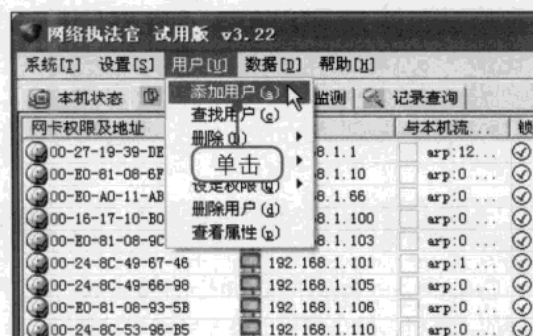 网络执法官 试用版 v3.22
系统[I] 设置[S] 用户[U] 数据[D] 帮助[H]
本机状态 监测 记录查询
网卡权限及地址 与本机流... 锁
添加用户(a)
查找用户(c)
删除
单击
设定权限
删除用户(d)
查看属性(p)
00-27-19-39-DE 8.1.1 arp:12...
00-E0-81-08-6F 8.1.10 arp:0 ...
00-E0-A0-11-AB 8.1.66 arp:0 ...
00-16-17-10-B0 8.1.100 arp:0 ...
00-E0-81-08-9C 8.1.103 arp:0 ...
00-24-8C-49-67-46 192.168.1.101 arp:1 ...
00-24-8C-49-66-98 192.168.1.105 arp:0 ...
00-E0-81-08-93-5B 192.168.1.106 arp:0 ...
00-24-8C-53-96-B5 192.168.1.110 arp:0 ...